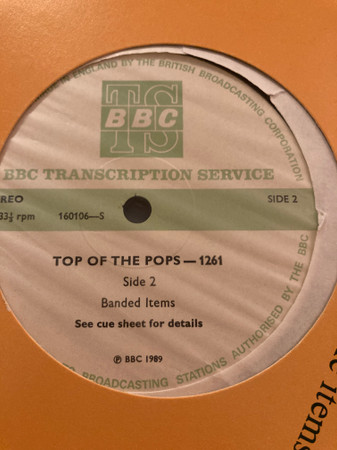 ENGLAND BY THE BRITISH BROADCASTING CORPORATION
TS
BBC
BBC TRANSCRIPTION SERVICE
EREO
SIDE 2
33⅓ rpm
160106—S
TOP OF THE POPS — 1261
Side 2
Banded Items
See cue sheet for details
℗ BBC 1989
BROADCASTING STATIONS AUTHORISED BY THE BBC
Items